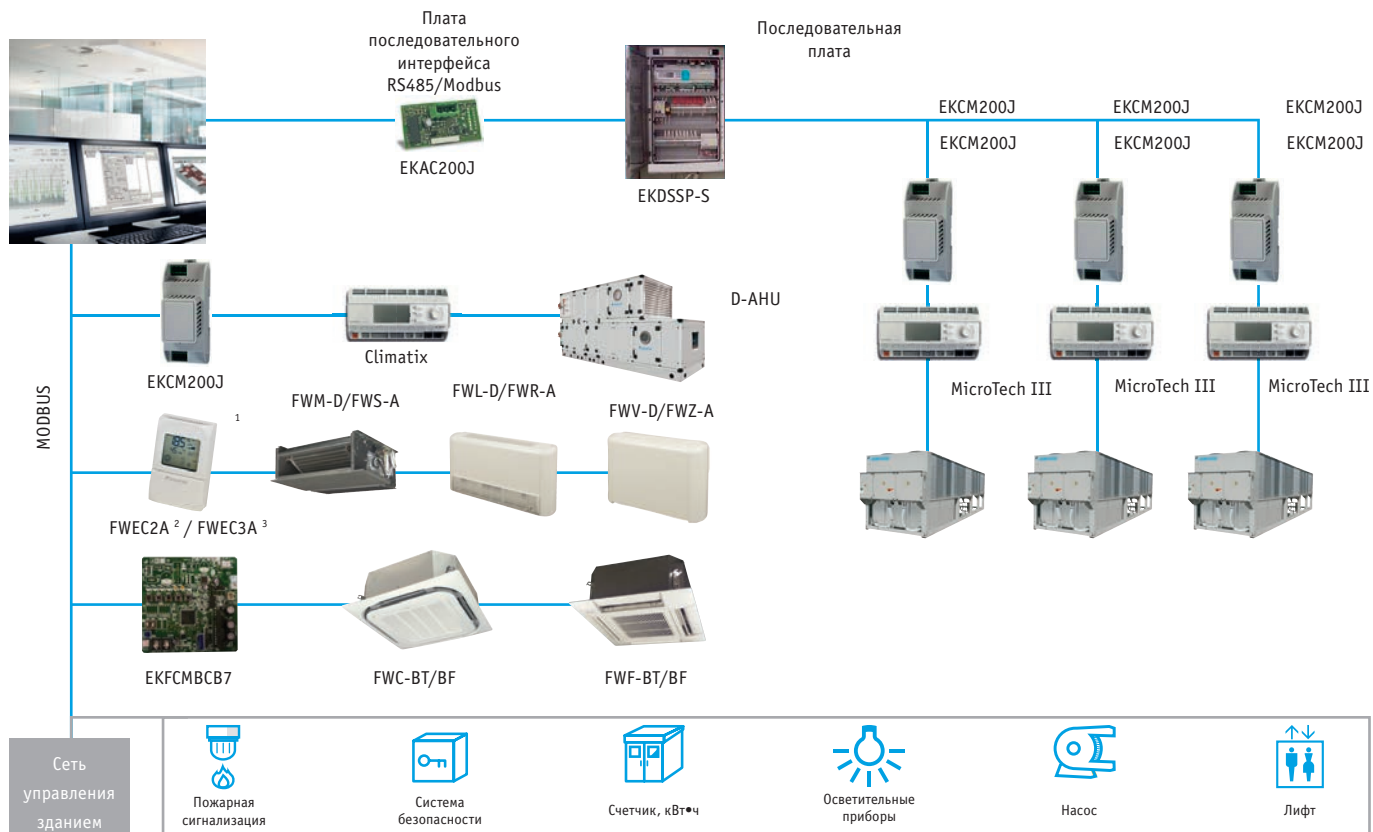 Плата
последовательного
интерфейса
RS485/Modbus
EKAC200J
EKDSSP-S
Последовательная
плата
EKCM200J
EKCM200J
EKCM200J
EKCM200J
EKCM200J
EKCM200J
MicroTech III
MicroTech III
MicroTech III
MODBUS
EKCM200J
Climatix
D-AHU
1
FWEC2A ² / FWEC3A ³
FWM-D/FWS-A
FWL-D/FWR-A
FWV-D/FWZ-A
EKFCMBCB7
FWC-BT/BF
FWF-BT/BF
Сеть
управления
зданием
Пожарная
сигнализация
Система
безопасности
Счетчик, кВт•ч
Осветительные
приборы
Насос
Лифт